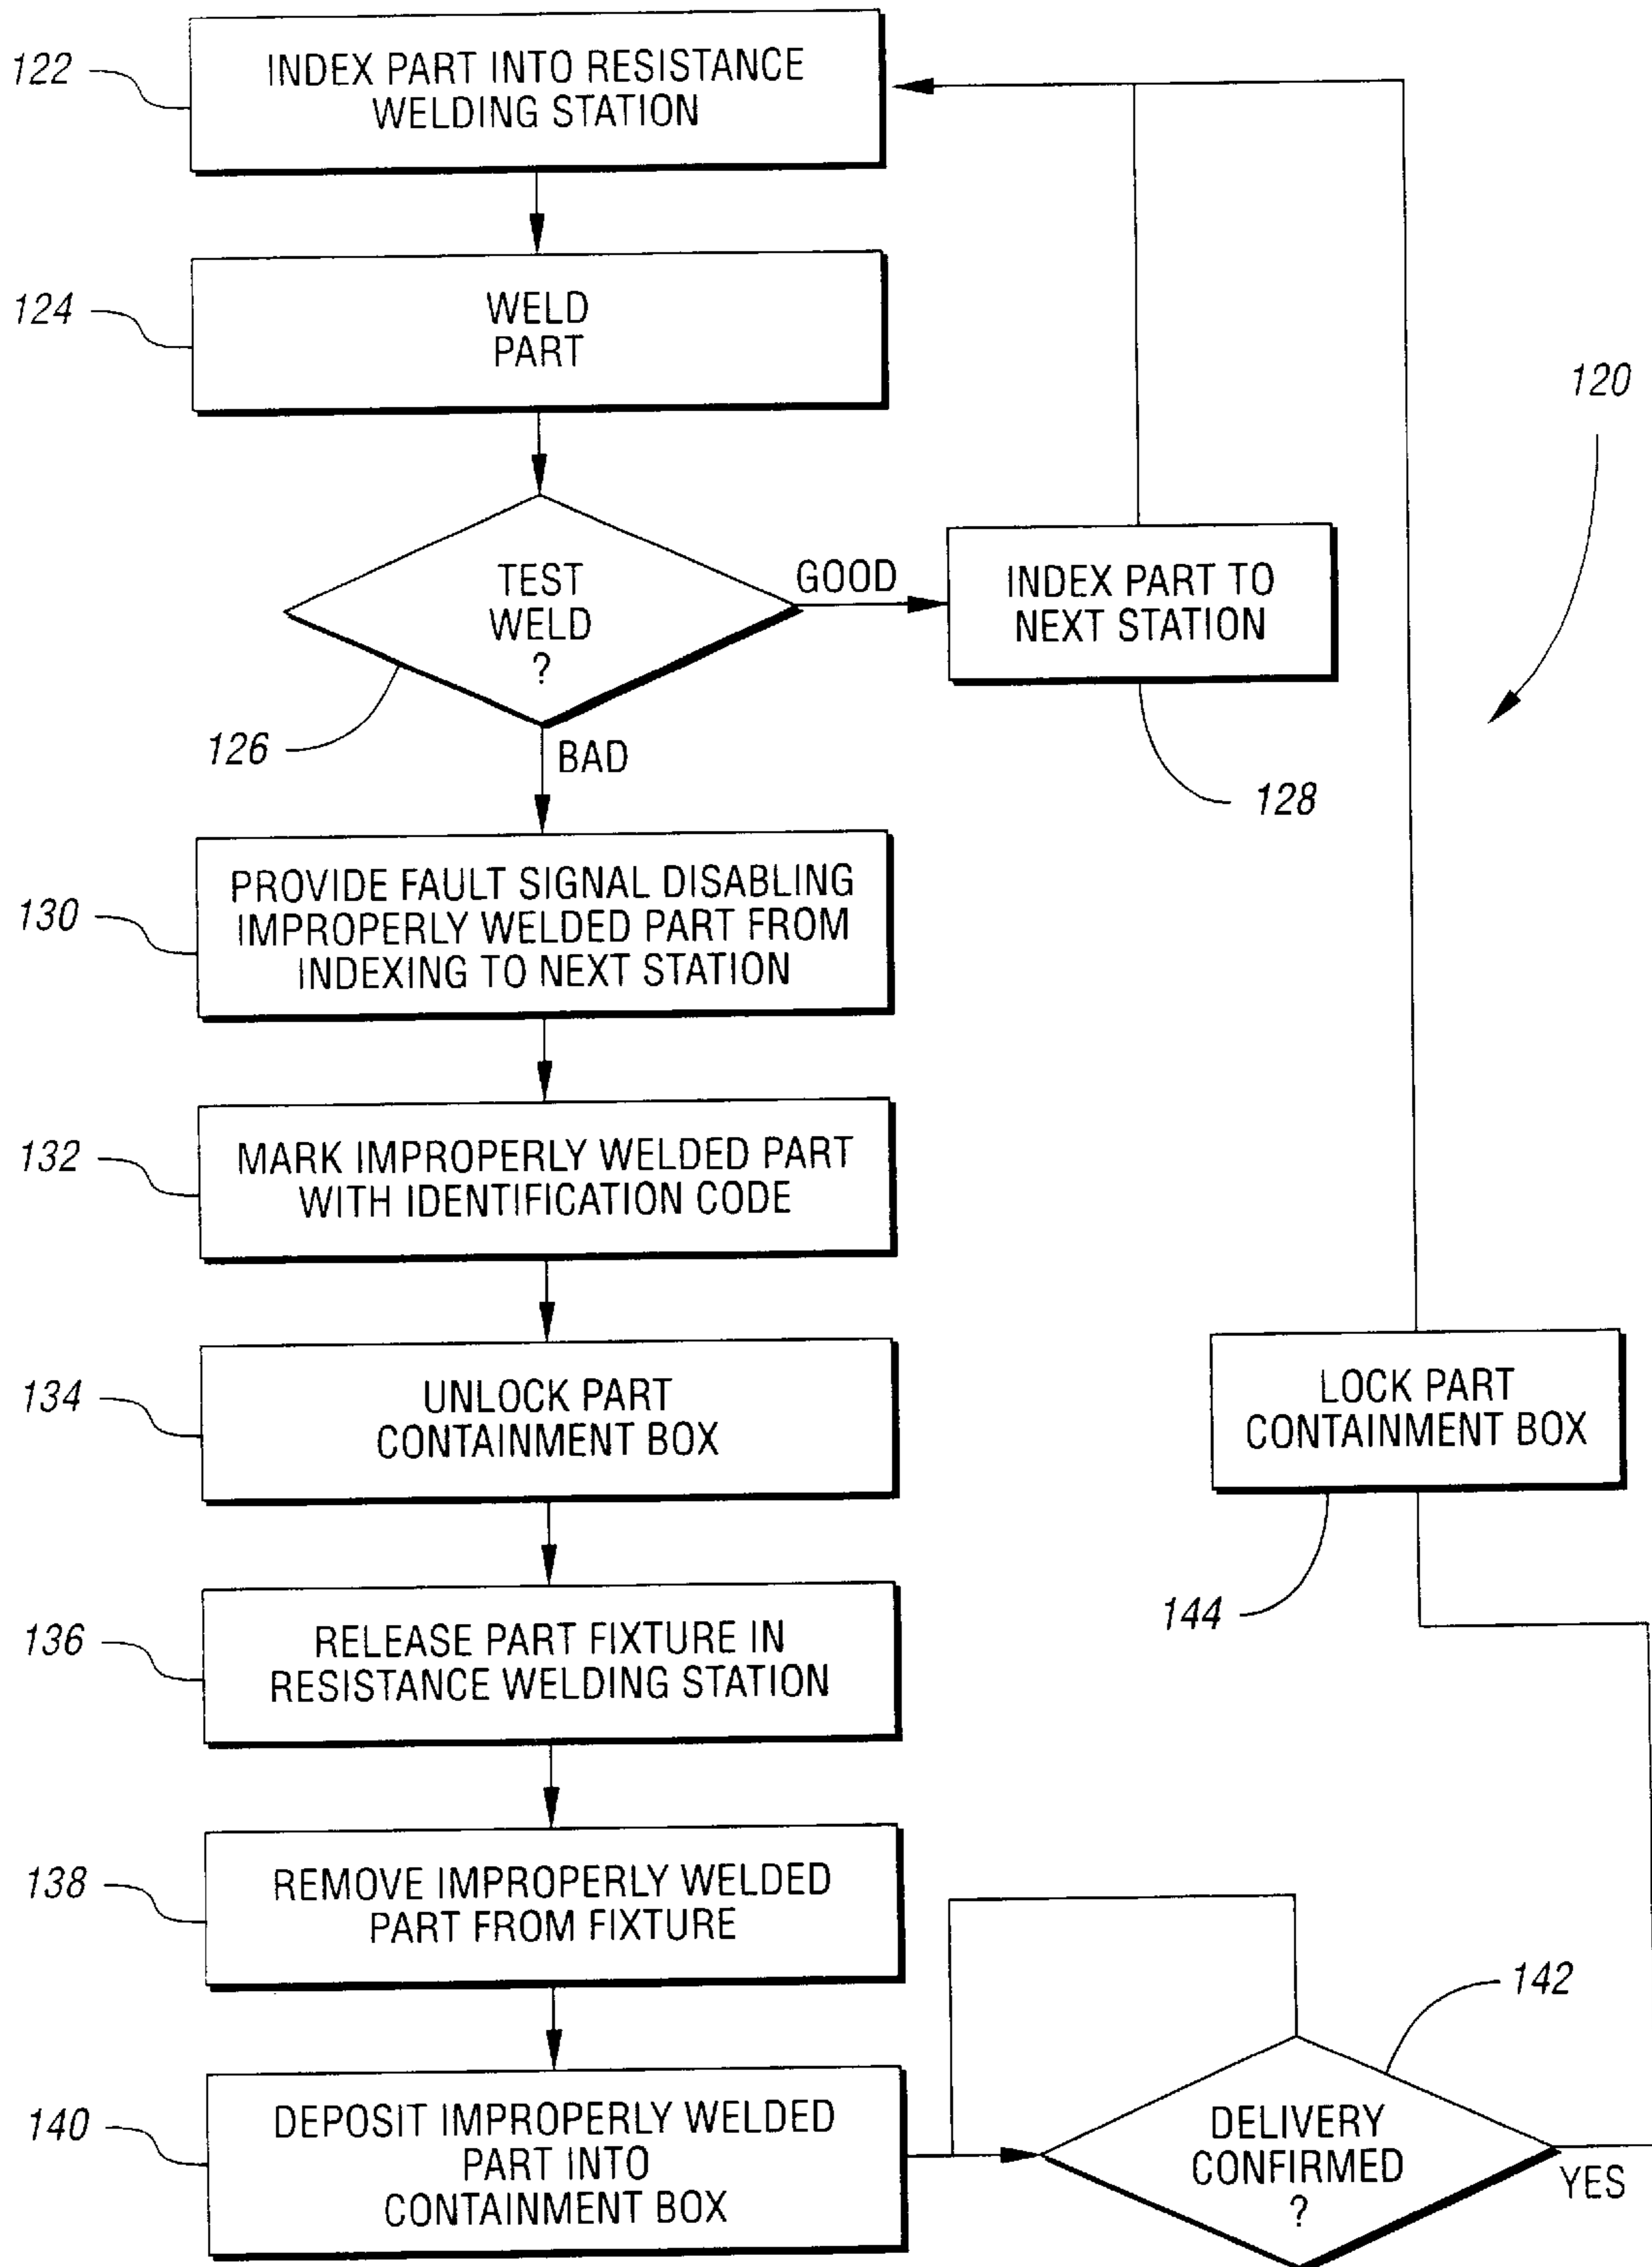 122
INDEX PART INTO RESISTANCE
WELDING STATION
124
WELD
PART
120
TEST
WELD
?
GOOD
INDEX PART TO
NEXT STATION
126
BAD
128
130
PROVIDE FAULT SIGNAL DISABLING
IMPROPERLY WELDED PART FROM
INDEXING TO NEXT STATION
132
MARK IMPROPERLY WELDED PART
WITH IDENTIFICATION CODE
134
UNLOCK PART
CONTAINMENT BOX
LOCK PART
CONTAINMENT BOX
144
136
RELEASE PART FIXTURE IN
RESISTANCE WELDING STATION
138
REMOVE IMPROPERLY WELDED
PART FROM FIXTURE
142
140
DEPOSIT IMPROPERLY WELDED
PART INTO
CONTAINMENT BOX
DELIVERY
CONFIRMED
?
YES